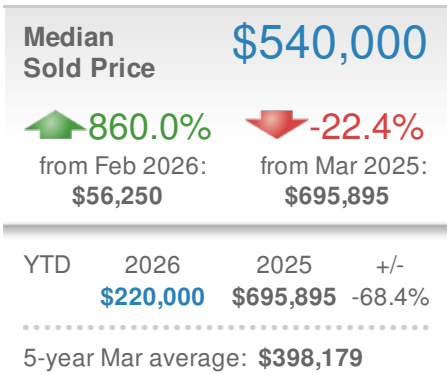 Median
Sold Price
$540,000
860.0%
-22.4%
from Feb 2026:
from Mar 2025:
$56,250
$695,895
YTD 2026 2025 +/-
$220,000 $695,895 -68.4%
5-year Mar average: $398,179